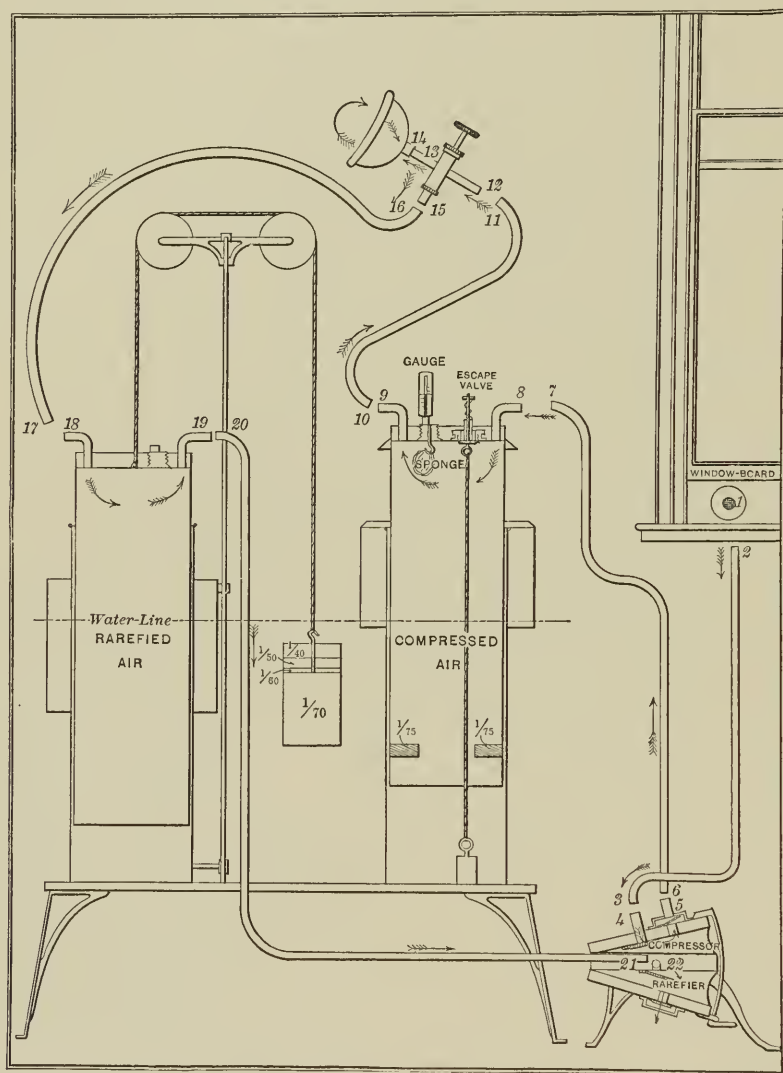 14
13
12
16
15
11
GAUGE
ESCAPE
VALVE
17
18
19
20
10
9
8
7
SPONGE
WINDOW-BOARD
1
2
Water-Line
RAREFIED
AIR
COMPRESSED
AIR
1/40
1/50
1/60
1/70
1/75
1/75
3
6
5
4
COMPRESSOR
21
22
RAREFIER